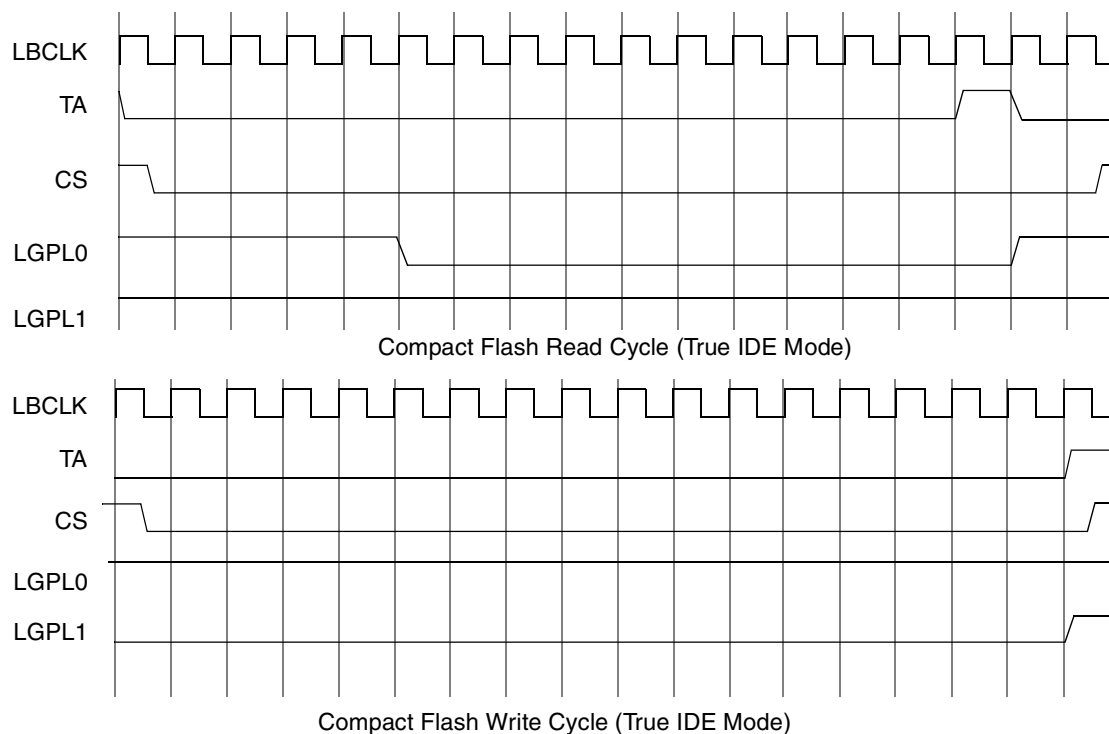 LBCLK
TA
CS
LGPL0
LGPL1
Compact Flash Read Cycle (True IDE Mode)
LBCLK
TA
CS
LGPL0
LGPL1
Compact Flash Write Cycle (True IDE Mode)